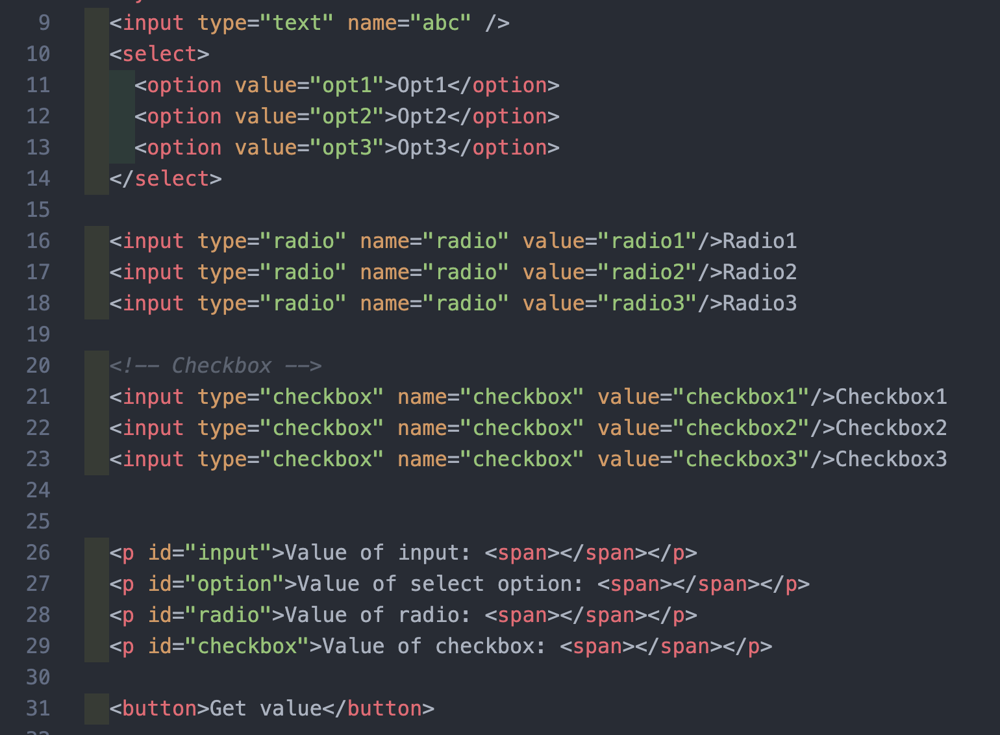 9 <input type="text" name="abc" />
10 <select>
11 <option value="opt1">Opt1</option>
12 <option value="opt2">Opt2</option>
13 <option value="opt3">Opt3</option>
14 </select>
15
16 <input type="radio" name="radio" value="radio1"/>Radio1
17 <input type="radio" name="radio" value="radio2"/>Radio2
18 <input type="radio" name="radio" value="radio3"/>Radio3
19
20 <!-- Checkbox -->
21 <input type="checkbox" name="checkbox" value="checkbox1"/>Checkbox1
22 <input type="checkbox" name="checkbox" value="checkbox2"/>Checkbox2
23 <input type="checkbox" name="checkbox" value="checkbox3"/>Checkbox3
24
25
26 <p id="input">Value of input: <span></span></p>
27 <p id="option">Value of select option: <span></span></p>
28 <p id="radio">Value of radio: <span></span></p>
29 <p id="checkbox">Value of checkbox: <span></span></p>
30
31 <button>Get value</button>